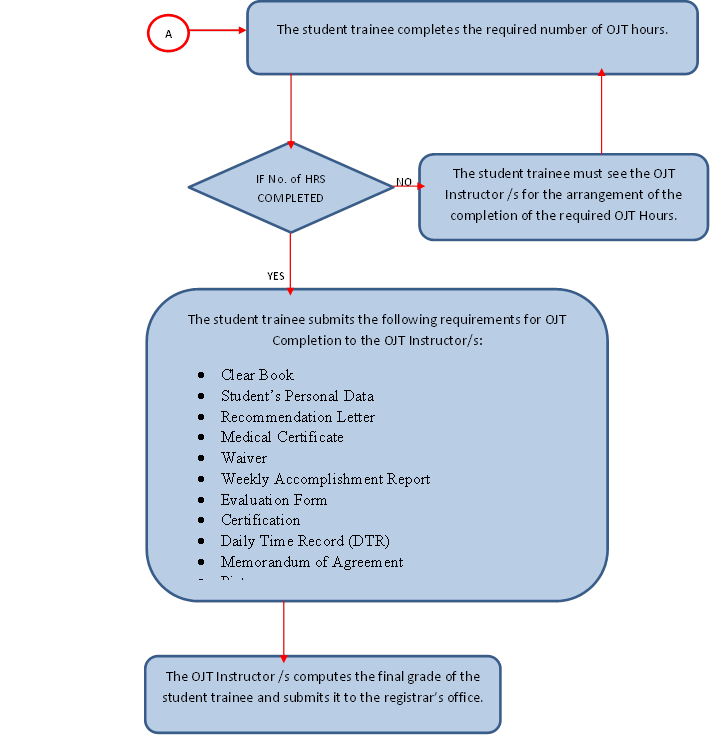 A
The student trainee completes the required number of OJT hours.
IF No. of HRS
COMPLETED
NO
The student trainee must see the OJT
Instructor /s for the arrangement of the
completion of the required OJT Hours.
YES
The student trainee submits the following requirements for OJT
Completion to the OJT Instructor/s:
• Clear Book
• Student's Personal Data
• Recommendation Letter
• Medical Certificate
• Waiver
• Weekly Accomplishment Report
• Evaluation Form
• Certification
• Daily Time Record (DTR)
• Memorandum of Agreement
The OJT Instructor /s computes the final grade of the
student trainee and submits it to the registrar's office.